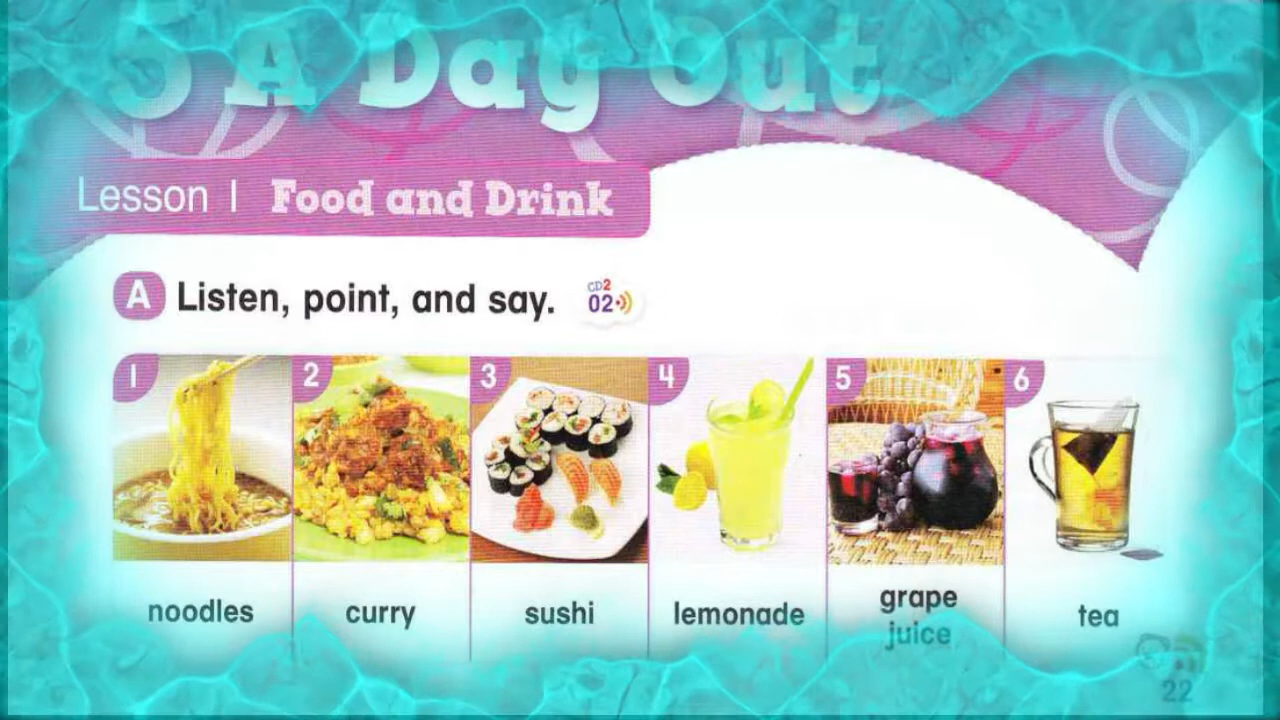 5 A Day Out
Lesson 1 Food and Drink
A Listen, point, and say. CD2 02
1 2 3 4 5 6
noodles curry sushi lemonade grape juice tea
22